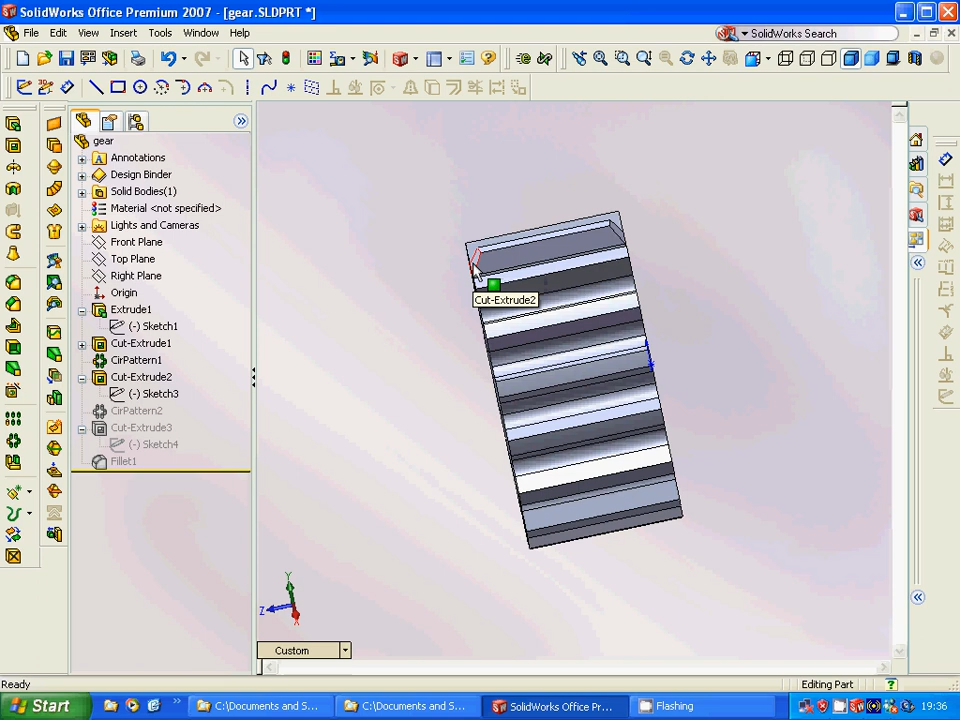 SolidWorks Office Premium 2007 - [gear.SLDPRT *]
File Edit View Insert Tools Window Help
SolidWorks Search
gear
Annotations
Design Binder
Solid Bodies(1)
Material <not specified>
Lights and Cameras
Front Plane
Top Plane
Right Plane
Origin
Extrude1
(-) Sketch1
Cut-Extrude1
CirPattern1
Cut-Extrude2
(-) Sketch3
CirPattern2
Cut-Extrude3
(-) Sketch4
Fillet1
Cut-Extrude2
Y
Z
X
Custom
Ready
Editing Part
Start
C:\Documents and S...
C:\Documents and S...
SolidWorks Office Pr...
Flashing
19:36